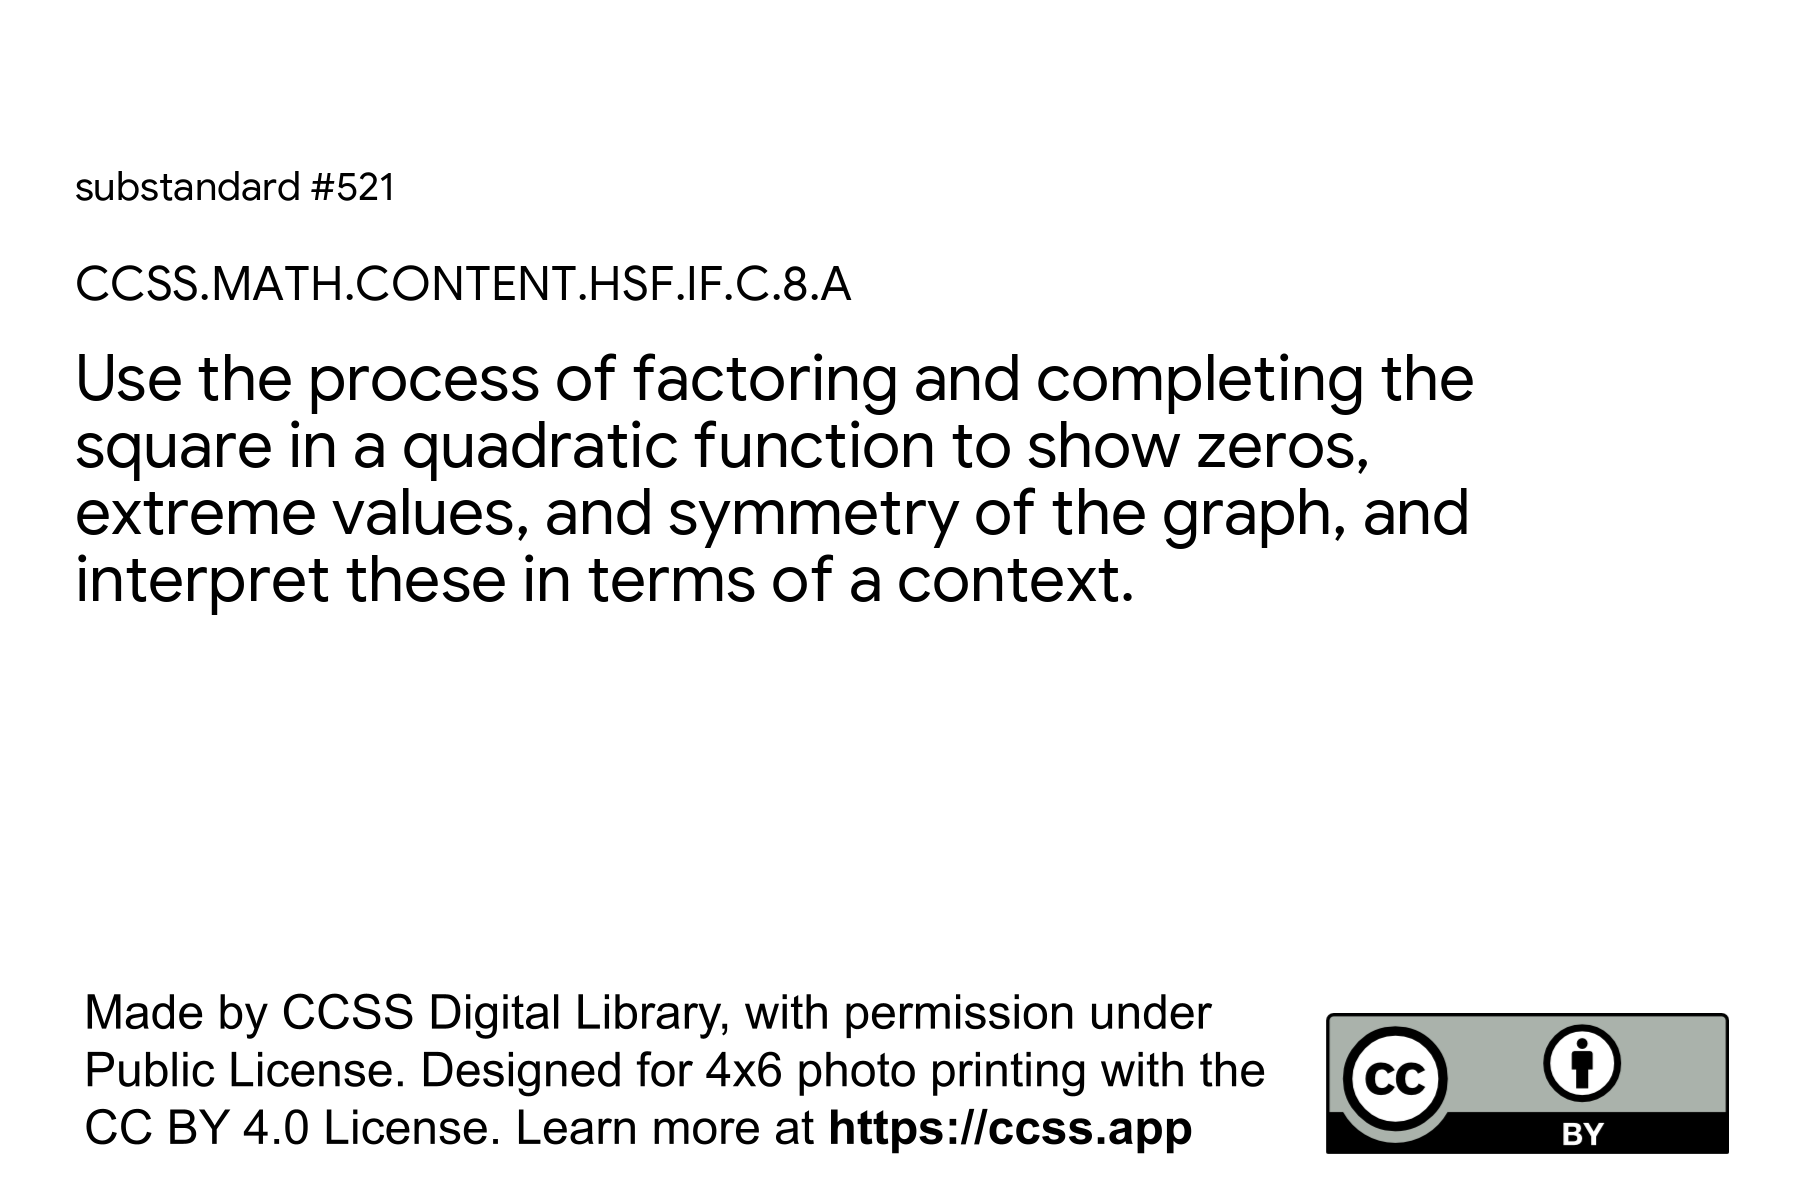 substandard #521
CCSS.MATH.CONTENT.HSF.IF.C.8.A
Use the process of factoring and completing the
square in a quadratic function to show zeros,
extreme values, and symmetry of the graph, and
interpret these in terms of a context.
Made by CCSS Digital Library, with permission under
Public License. Designed for 4x6 photo printing with the
CC BY 4.0 License. Learn more at https://ccss.app
CC
BY